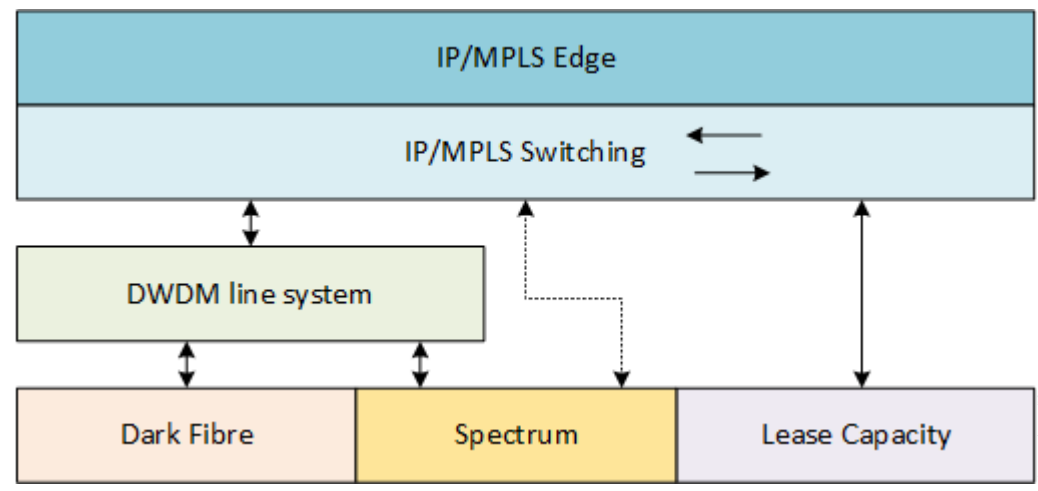 IP/MPLS Edge
IP/MPLS Switching
DWDM line system
Dark Fibre
Spectrum
Lease Capacity